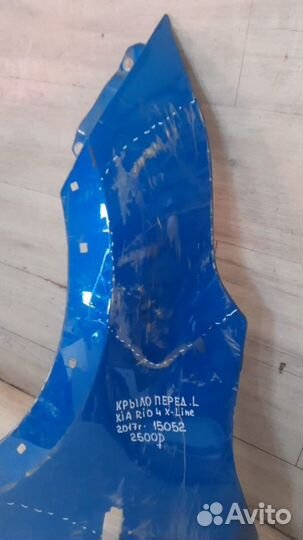 КРЫЛО ПЕРЕД. L
KIA RIO 4 X-Line
2017г. 15052
2500р
Avito